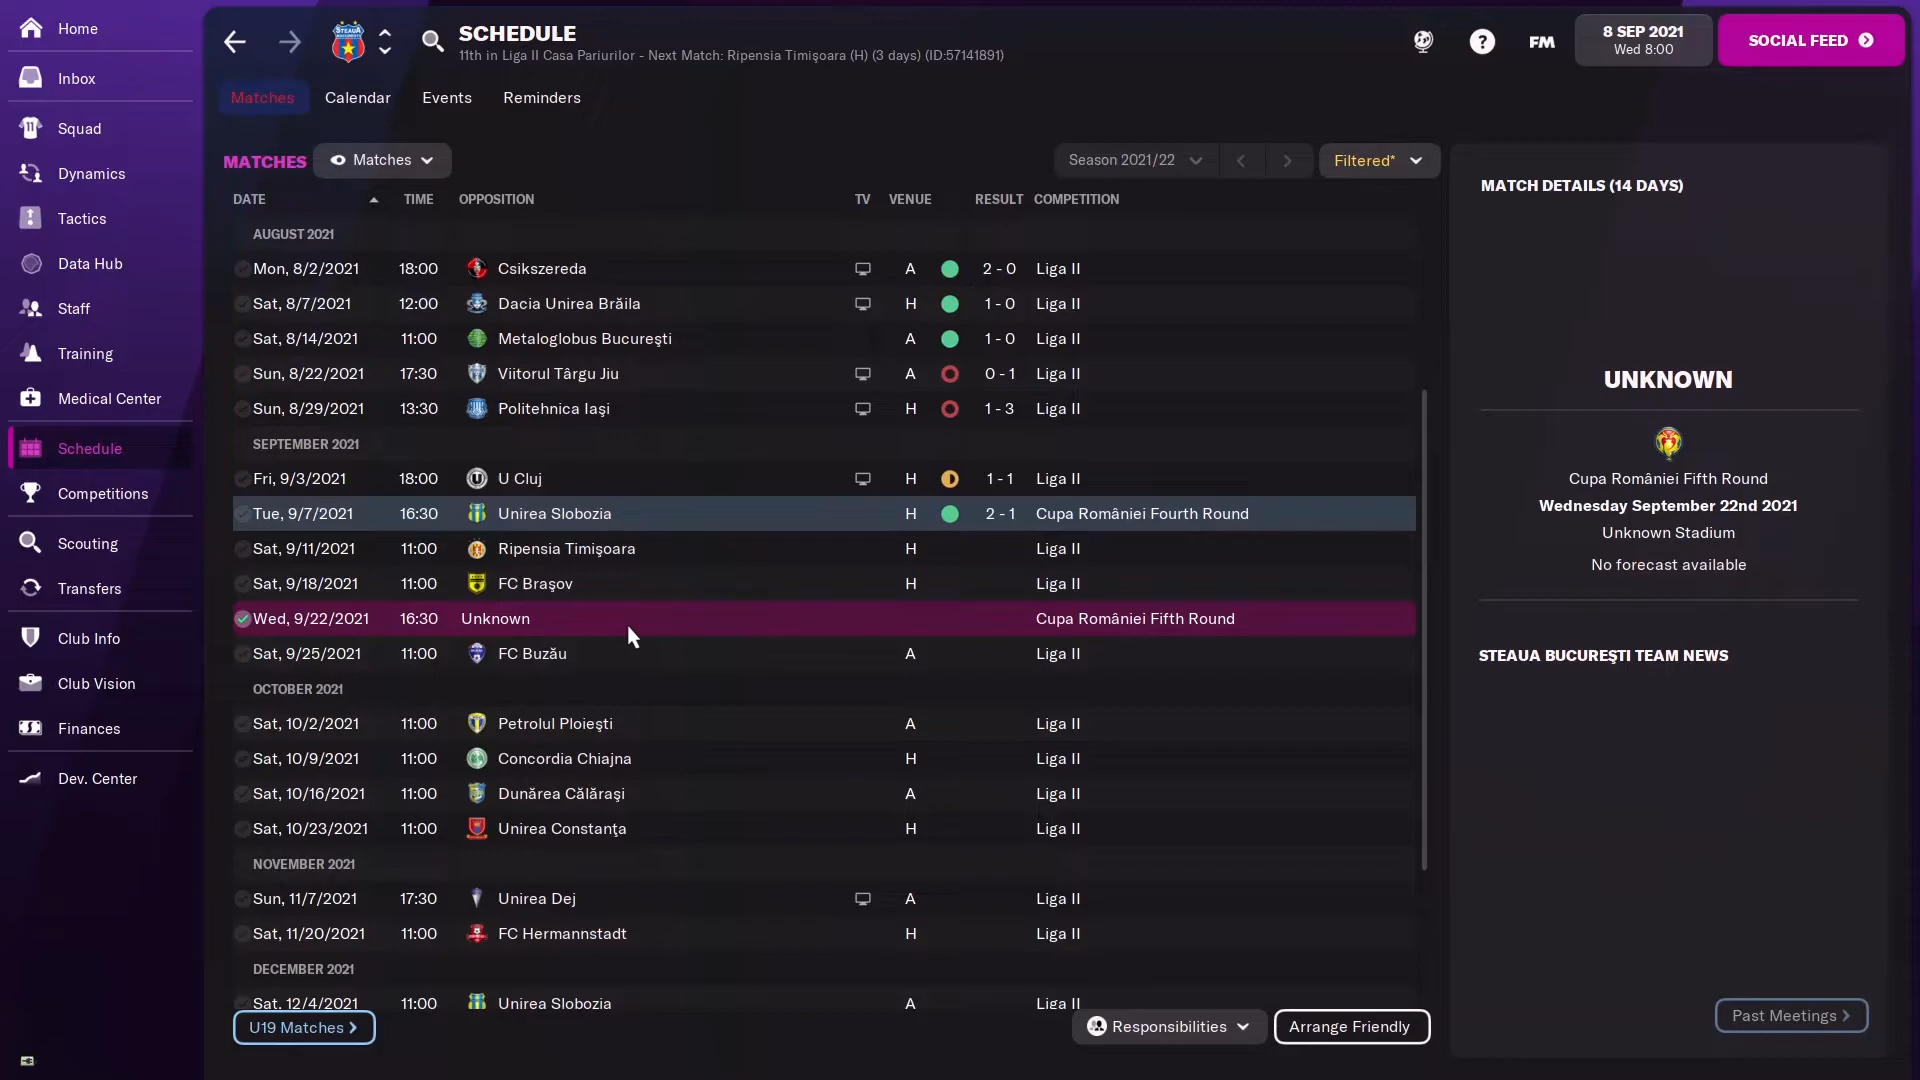 Home
Inbox
Squad
Dynamics
Tactics
Data Hub
Staff
Training
Medical Center
Schedule
Competitions
Scouting
Transfers
Club Info
Club Vision
Finances
Dev. Center
STEAUA
SCHEDULE
11th in Liga II Casa Pariurilor - Next Match: Ripensia Timişoara (H) (3 days) (ID:57141891)
FM
8 SEP 2021
Wed 8:00
SOCIAL FEED
Matches Calendar Events Reminders
MATCHES Matches Season 2021/22 Filtered*
DATE TIME OPPOSITION TV VENUE RESULT COMPETITION
AUGUST 2021
Mon, 8/2/2021 18:00 Csikszereda A 2 - 0 Liga II
Sat, 8/7/2021 12:00 Dacia Unirea Brăila H 1 - 0 Liga II
Sat, 8/14/2021 11:00 Metaloglobus Bucureşti A 1 - 0 Liga II
Sun, 8/22/2021 17:30 Viitorul Târgu Jiu A 0 - 1 Liga II
Sun, 8/29/2021 13:30 Politehnica Iaşi H 1 - 3 Liga II
SEPTEMBER 2021
Fri, 9/3/2021 18:00 U Cluj H 1 - 1 Liga II
Tue, 9/7/2021 16:30 Unirea Slobozia H 2 - 1 Cupa României Fourth Round
Sat, 9/11/2021 11:00 Ripensia Timişoara H Liga II
Sat, 9/18/2021 11:00 FC Braşov H Liga II
Wed, 9/22/2021 16:30 Unknown Cupa României Fifth Round
Sat, 9/25/2021 11:00 FC Buzău A Liga II
OCTOBER 2021
Sat, 10/2/2021 11:00 Petrolul Ploieşti A Liga II
Sat, 10/9/2021 11:00 Concordia Chiajna H Liga II
Sat, 10/16/2021 11:00 Dunărea Călăraşi A Liga II
Sat, 10/23/2021 11:00 Unirea Constanţa H Liga II
NOVEMBER 2021
Sun, 11/7/2021 17:30 Unirea Dej A Liga II
Sat, 11/20/2021 11:00 FC Hermannstadt H Liga II
DECEMBER 2021
Sat, 12/4/2021 11:00 Unirea Slobozia A Liga II
U19 Matches Responsibilities Arrange Friendly
MATCH DETAILS (14 DAYS)
UNKNOWN
Cupa României Fifth Round
Wednesday September 22nd 2021
Unknown Stadium
No forecast available
STEAUA BUCUREŞTI TEAM NEWS
Past Meetings